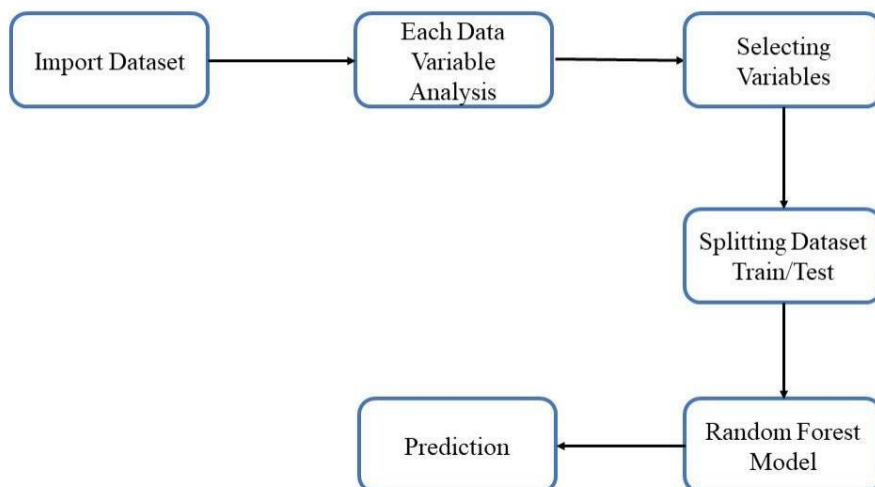 Import Dataset
Each Data
Variable
Analysis
Selecting
Variables
Splitting Dataset
Train/Test
Random Forest
Model
Prediction